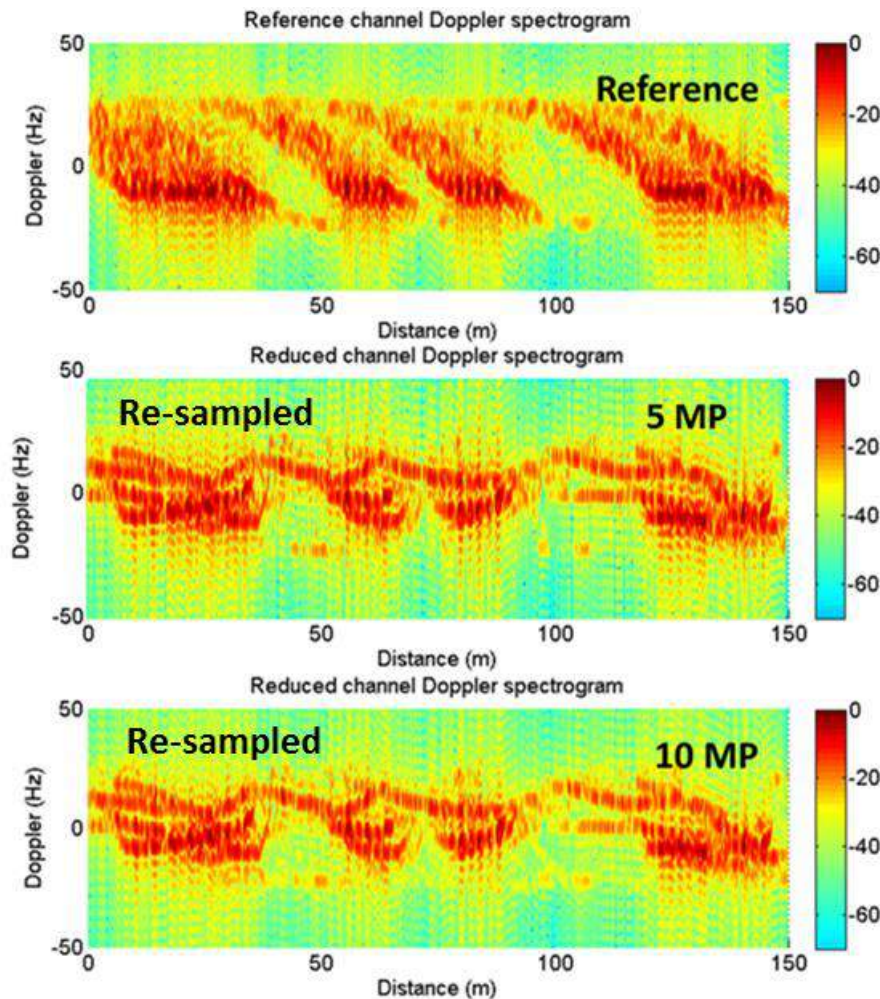 Reference channel Doppler spectrogram
50
0
-50
Doppler (Hz)
Reference
0 50 100 150
Distance (m)
0
-20
-40
-60
Reduced channel Doppler spectrogram
50
0
-50
Doppler (Hz)
Re-sampled 5 MP
0 50 100 150
Distance (m)
0
-20
-40
-60
Reduced channel Doppler spectrogram
50
0
-50
Doppler (Hz)
Re-sampled 10 MP
0 50 100 150
Distance (m)
0
-20
-40
-60